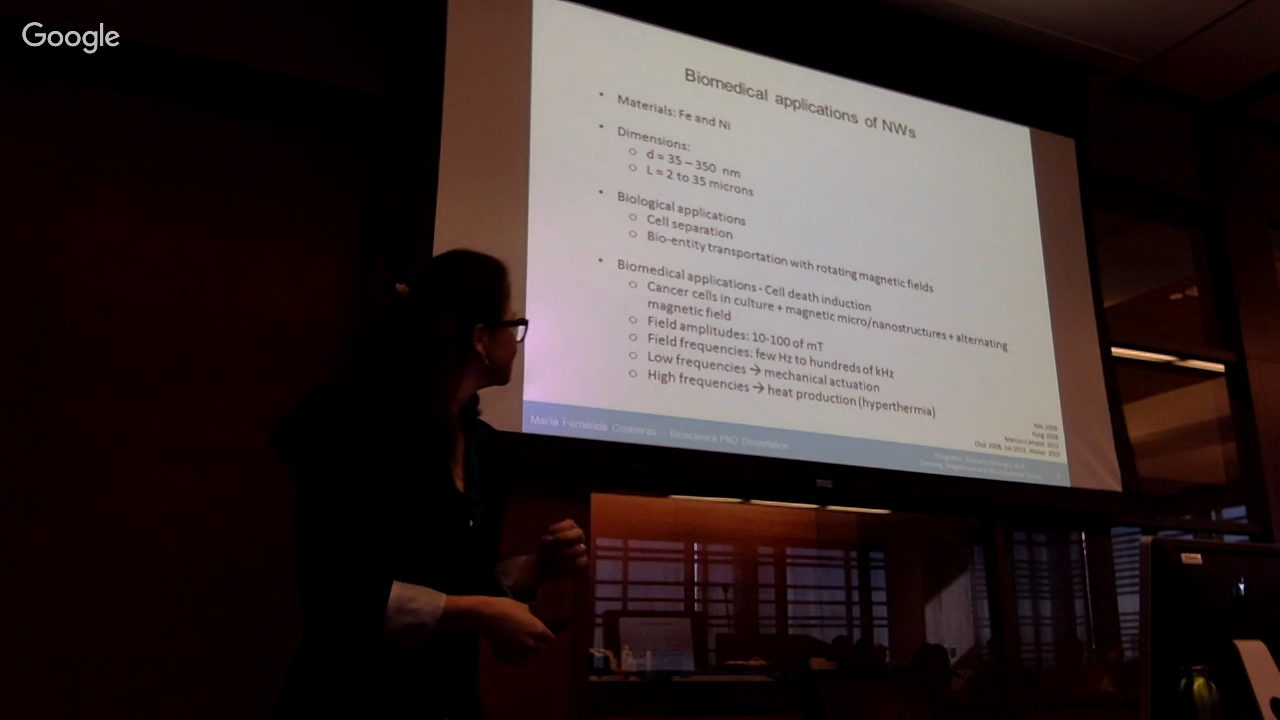 Google
Biomedical applications of NWs
• Materials: Fe and Ni
• Dimensions:
o d = 35 – 350 nm
o L = 2 to 35 microns
• Biological applications
o Cell separation
o Bio-entity transportation with rotating magnetic fields
• Biomedical applications - Cell death induction
o Cancer cells in culture + magnetic micro/nanostructures + alternating
magnetic field
o Field amplitudes: 10-100 of mT
o Field frequencies: few Hz to hundreds of kHz
o Low frequencies → mechanical actuation
o High frequencies → heat production (hyperthermia)
Maria Fernanda Contreras – Bioscience PhD Dissertation